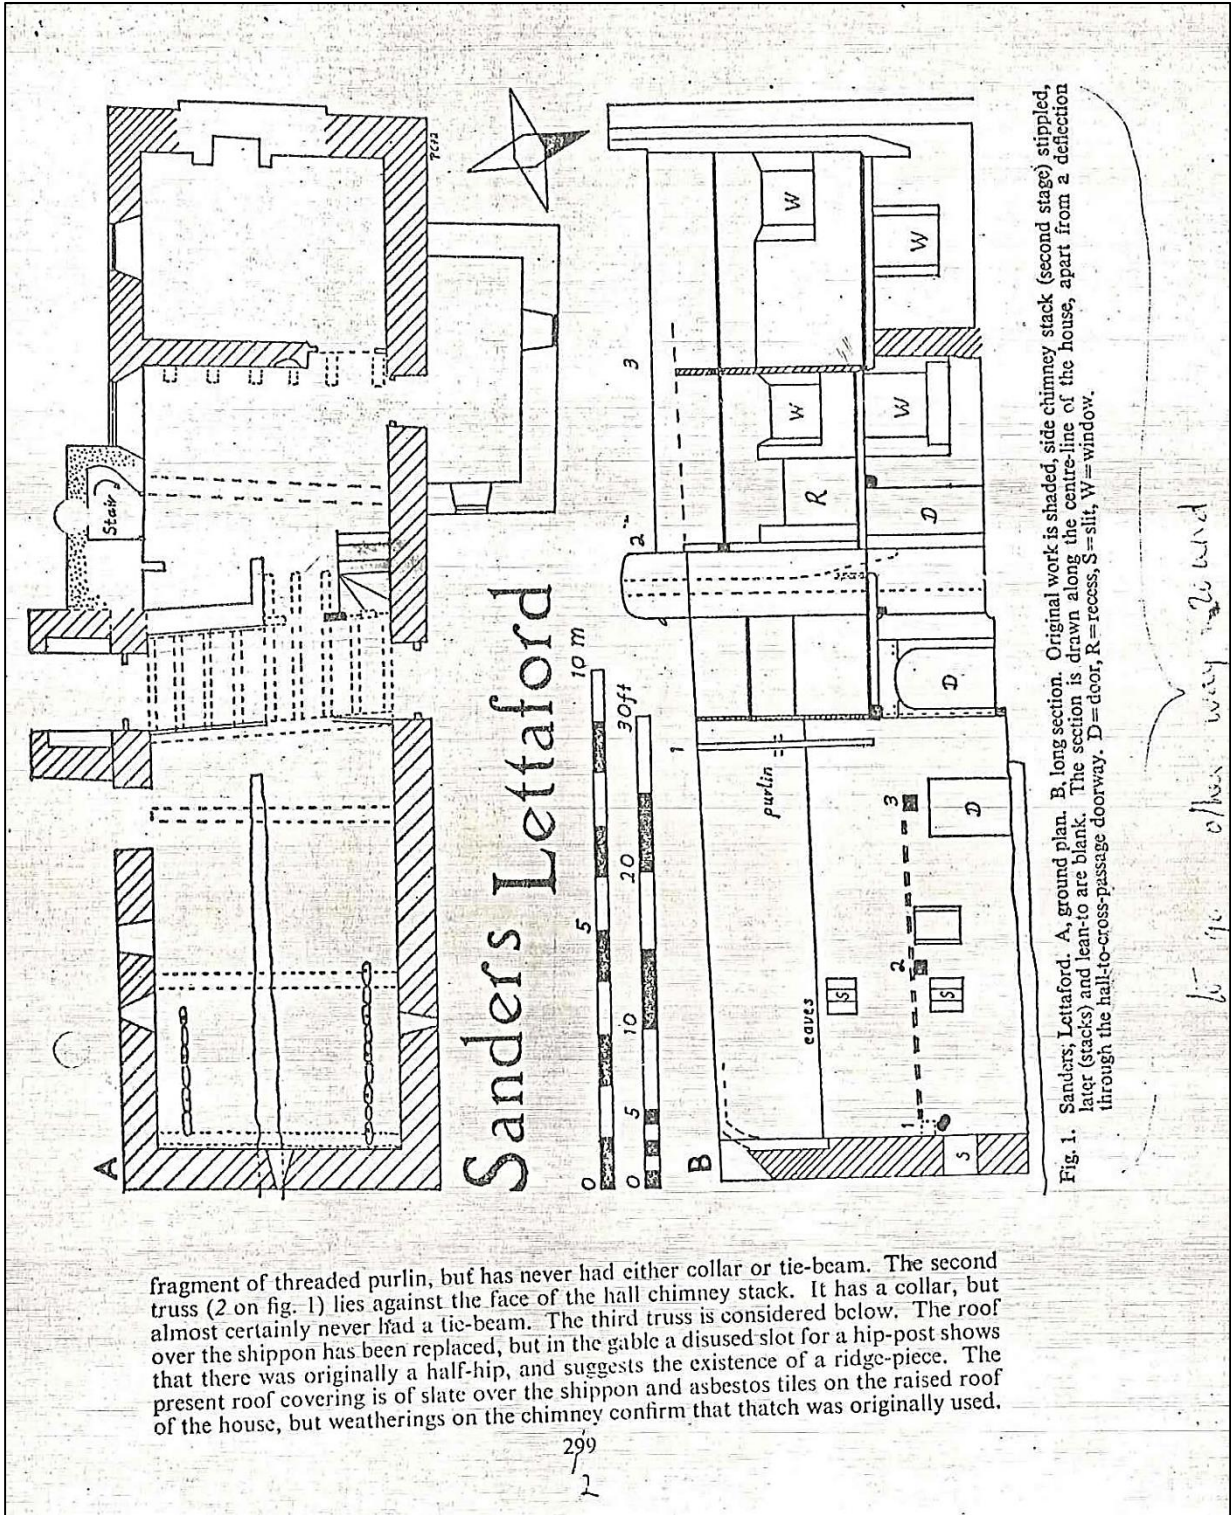 A
Stair
PC72
Sanders Lettaford
0 5 10 m
0 5 10 20 30ft
B
1 2 3
purlin
eaves
R
W
W
W
W
D
D
D
S
S
S
1 2 3
Fig. 1. Sanders, Lettaford. A, ground plan. B, long section. Original work is shaded, side chimney stack (second stage) stippled,
later (stacks) and lean-to are blank. The section is drawn along the centre-line of the house, apart from a deflection
through the hall-to-cross-passage doorway. D=door, R=recess, S=slit, W=window.
to go other way round
fragment of threaded purlin, but has never had either collar or tie-beam. The second
truss (2 on fig. 1) lies against the face of the hall chimney stack. It has a collar, but
almost certainly never had a tie-beam. The third truss is considered below. The roof
over the shippon has been replaced, but in the gable a disused slot for a hip-post shows
that there was originally a half-hip, and suggests the existence of a ridge-piece. The
present roof covering is of slate over the shippon and asbestos tiles on the raised roof
of the house, but weatherings on the chimney confirm that thatch was originally used.
299
2